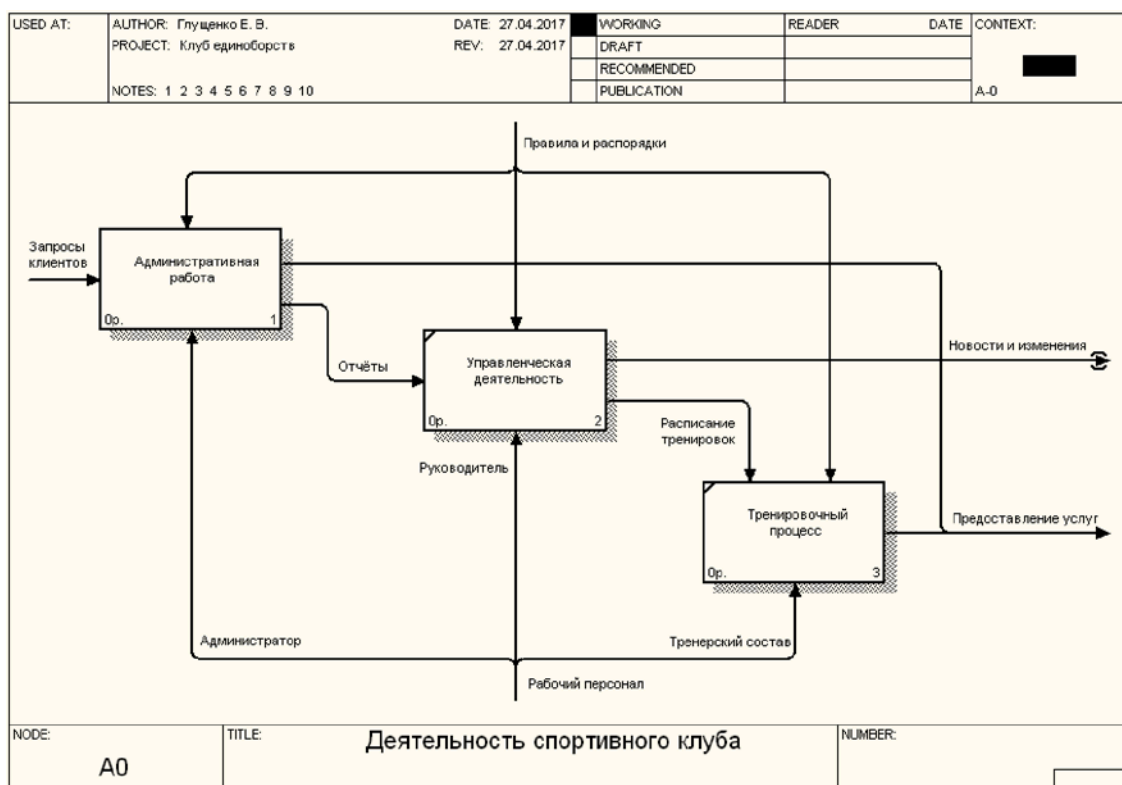 USED AT:
AUTHOR: Глущенко Е. В.
DATE: 27.04.2017
PROJECT: Клуб единоборств
REV: 27.04.2017
NOTES: 1 2 3 4 5 6 7 8 9 10
WORKING
DRAFT
RECOMMENDED
PUBLICATION
READER
DATE
CONTEXT:
A-0
Правила и распорядки
Запросы
клиентов
Административная
работа
0р.
1
Отчёты
Управленческая
деятельность
0р.
2
Новости и изменения
Расписание
тренировок
Руководитель
Тренировочный
процесс
0р.
3
Предоставление услуг
Администратор
Тренерский состав
Рабочий персонал
NODE:
A0
TITLE:
Деятельность спортивного клуба
NUMBER: